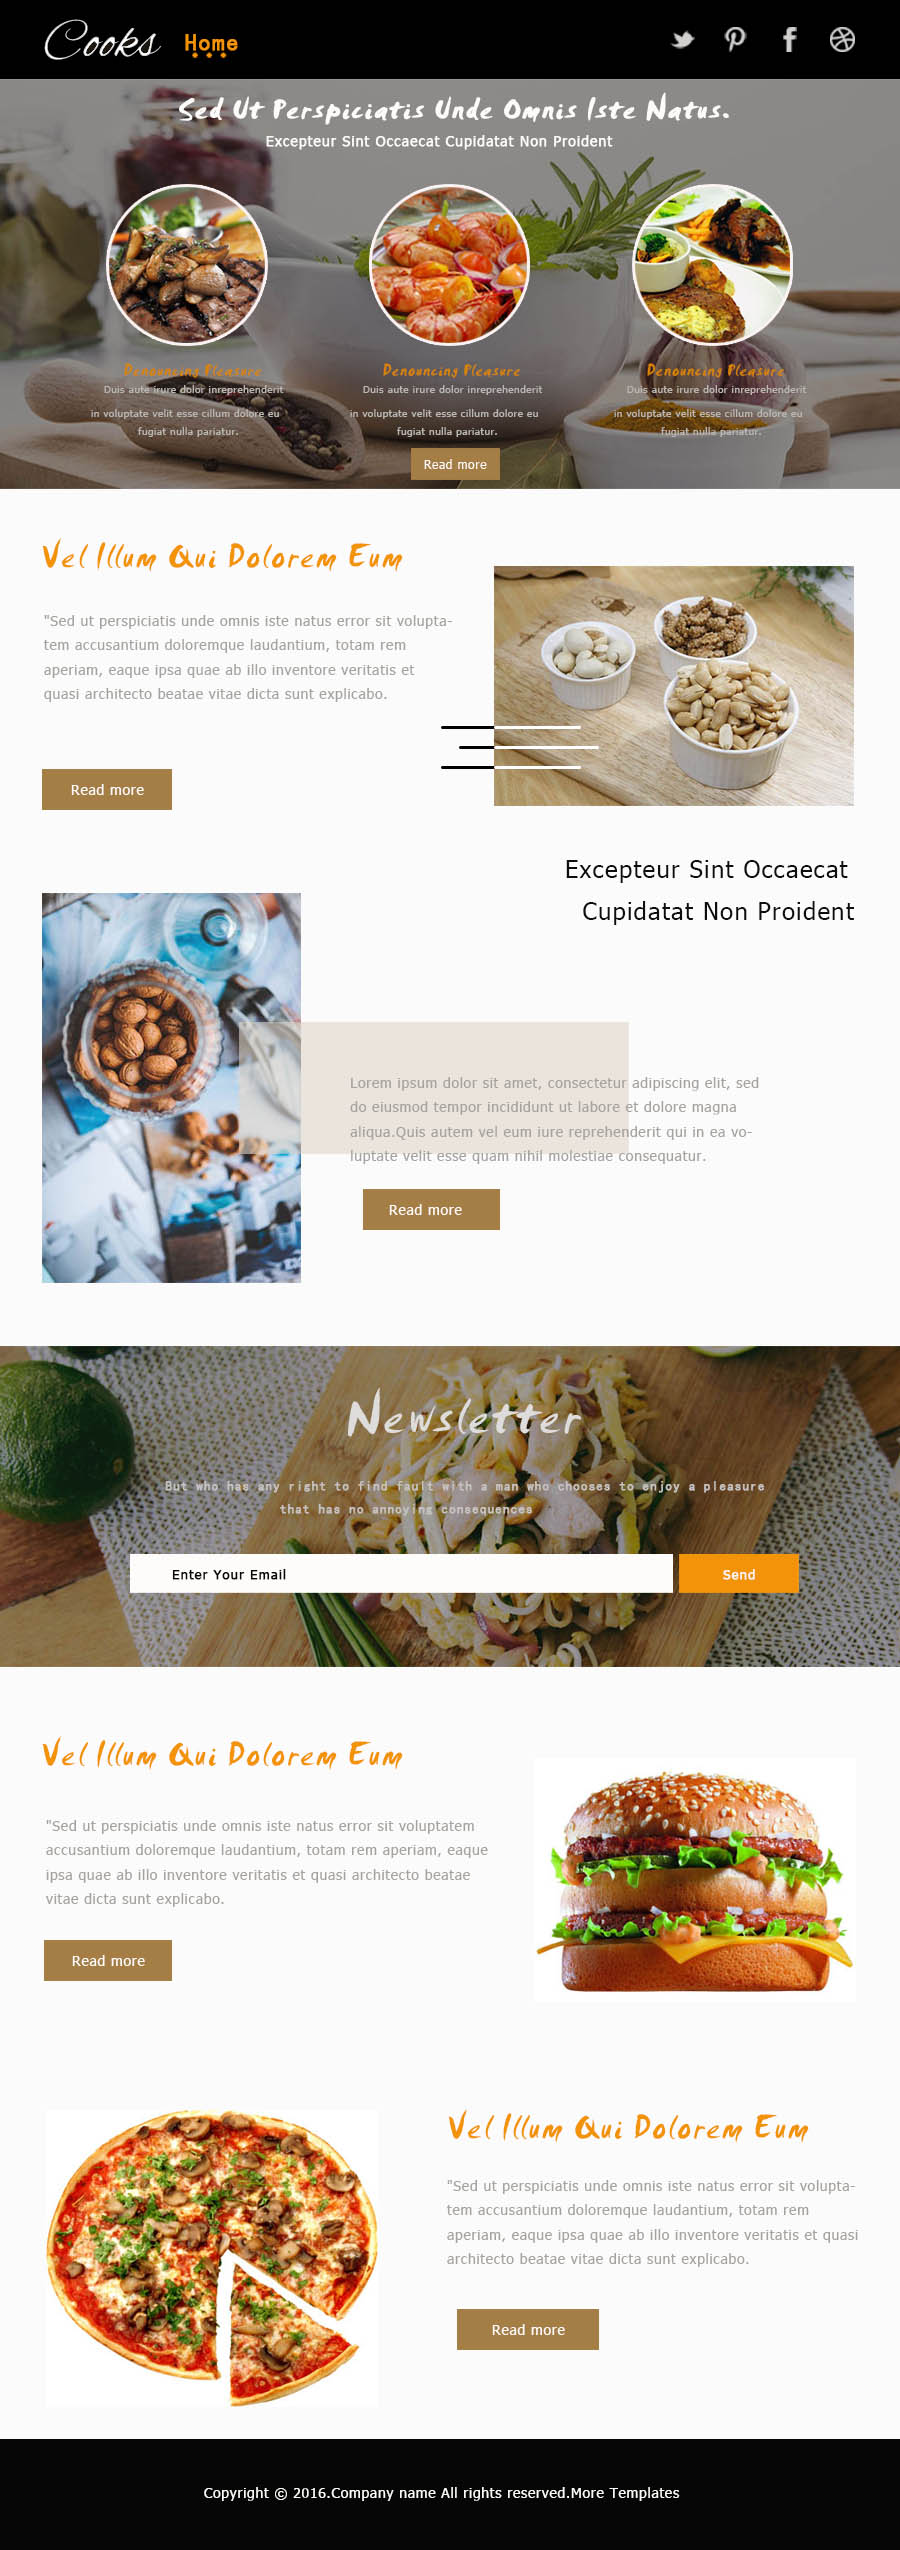 Cooks
Home
Sed Ut Perspiciatis Unde Omnis Iste Natus.
Excepteur Sint Occaecat Cupidatat Non Proident
Denouncing Pleasure
Duis aute irure dolor inreprehenderit
in voluptate velit esse cillum dolore eu
fugiat nulla pariatur.
Denouncing Pleasure
Duis aute irure dolor inreprehenderit
in voluptate velit esse cillum dolore eu
fugiat nulla pariatur.
Denouncing Pleasure
Duis aute irure dolor inreprehenderit
in voluptate velit esse cillum dolore eu
fugiat nulla pariatur.
Read more
Vel Illum Qui Dolorem Eum
"Sed ut perspiciatis unde omnis iste natus error sit volupta-
tem accusantium doloremque laudantium, totam rem
aperiam, eaque ipsa quae ab illo inventore veritatis et
quasi architecto beatae vitae dicta sunt explicabo.
Read more
Excepteur Sint Occaecat
Cupidatat Non Proident
Lorem ipsum dolor sit amet, consectetur adipiscing elit, sed
do eiusmod tempor incididunt ut labore et dolore magna
aliqua.Quis autem vel eum iure reprehenderit qui in ea vo-
luptate velit esse quam nihil molestiae consequatur.
Read more
Newsletter
But who has any right to find fault with a man who chooses to enjoy a pleasure
that has no annoying consequences
Enter Your Email
Send
Vel Illum Qui Dolorem Eum
"Sed ut perspiciatis unde omnis iste natus error sit voluptatem
accusantium doloremque laudantium, totam rem aperiam, eaque
ipsa quae ab illo inventore veritatis et quasi architecto beatae
vitae dicta sunt explicabo.
Read more
Vel Illum Qui Dolorem Eum
"Sed ut perspiciatis unde omnis iste natus error sit volupta-
tem accusantium doloremque laudantium, totam rem
aperiam, eaque ipsa quae ab illo inventore veritatis et quasi
architecto beatae vitae dicta sunt explicabo.
Read more
Copyright © 2016.Company name All rights reserved.More Templates